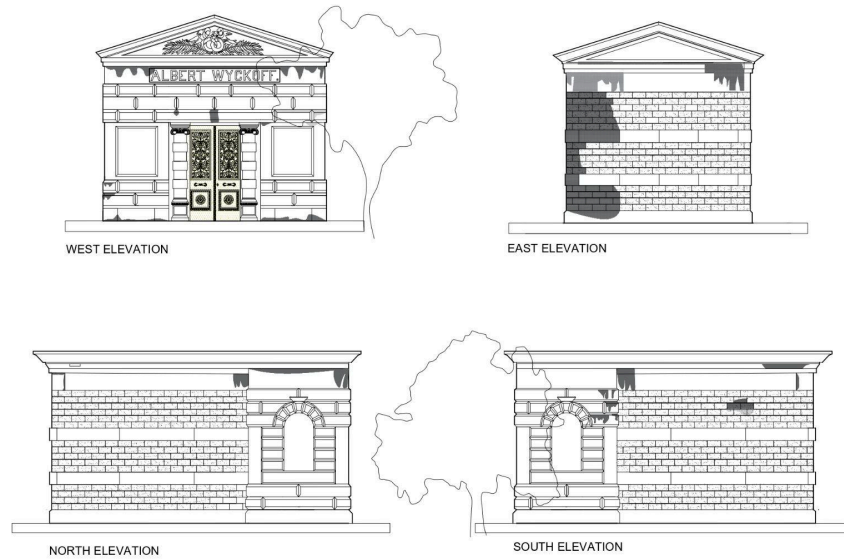 ALBERT WYCKOFF.
WEST ELEVATION
EAST ELEVATION
NORTH ELEVATION
SOUTH ELEVATION